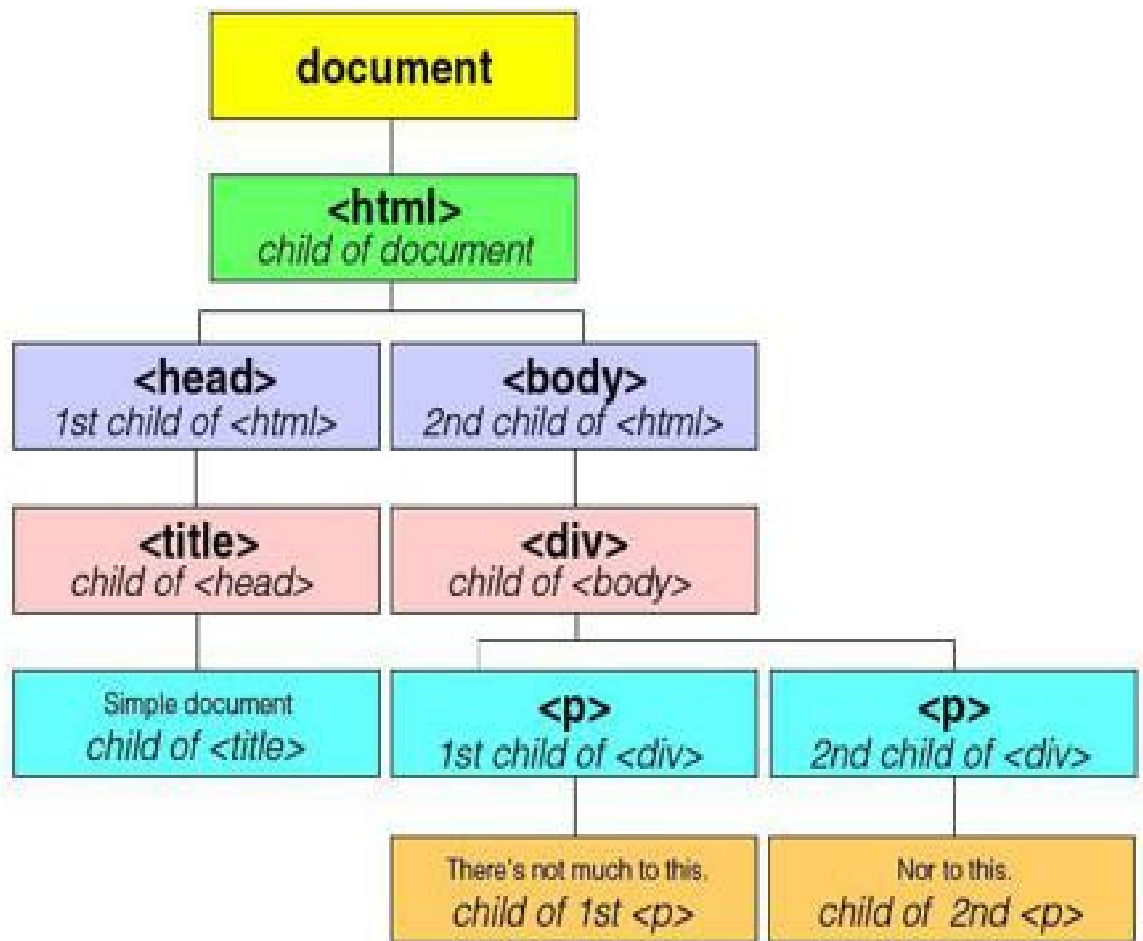 document
<html>
child of document
<head>
1st child of <html>
<body>
2nd child of <html>
<title>
child of <head>
<div>
child of <body>
Simple document
child of <title>
<p>
1st child of <div>
<p>
2nd child of <div>
There's not much to this.
child of 1st <p>
Nor to this.
child of 2nd <p>